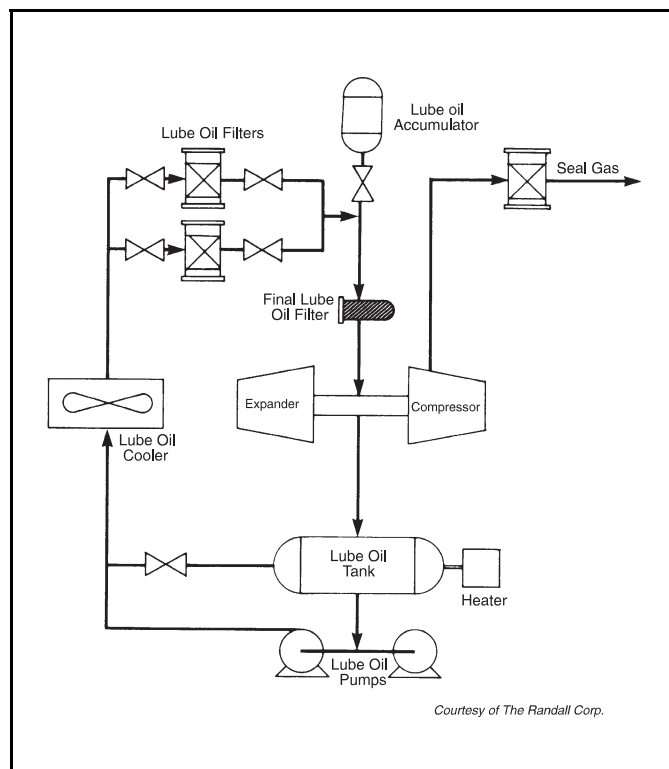 Lube oil
Accumulator
Lube Oil Filters
Seal Gas
Final Lube
Oil Filter
Expander
Compressor
Lube Oil
Cooler
Lube Oil
Tank
Heater
Lube Oil
Pumps
Courtesy of The Randall Corp.